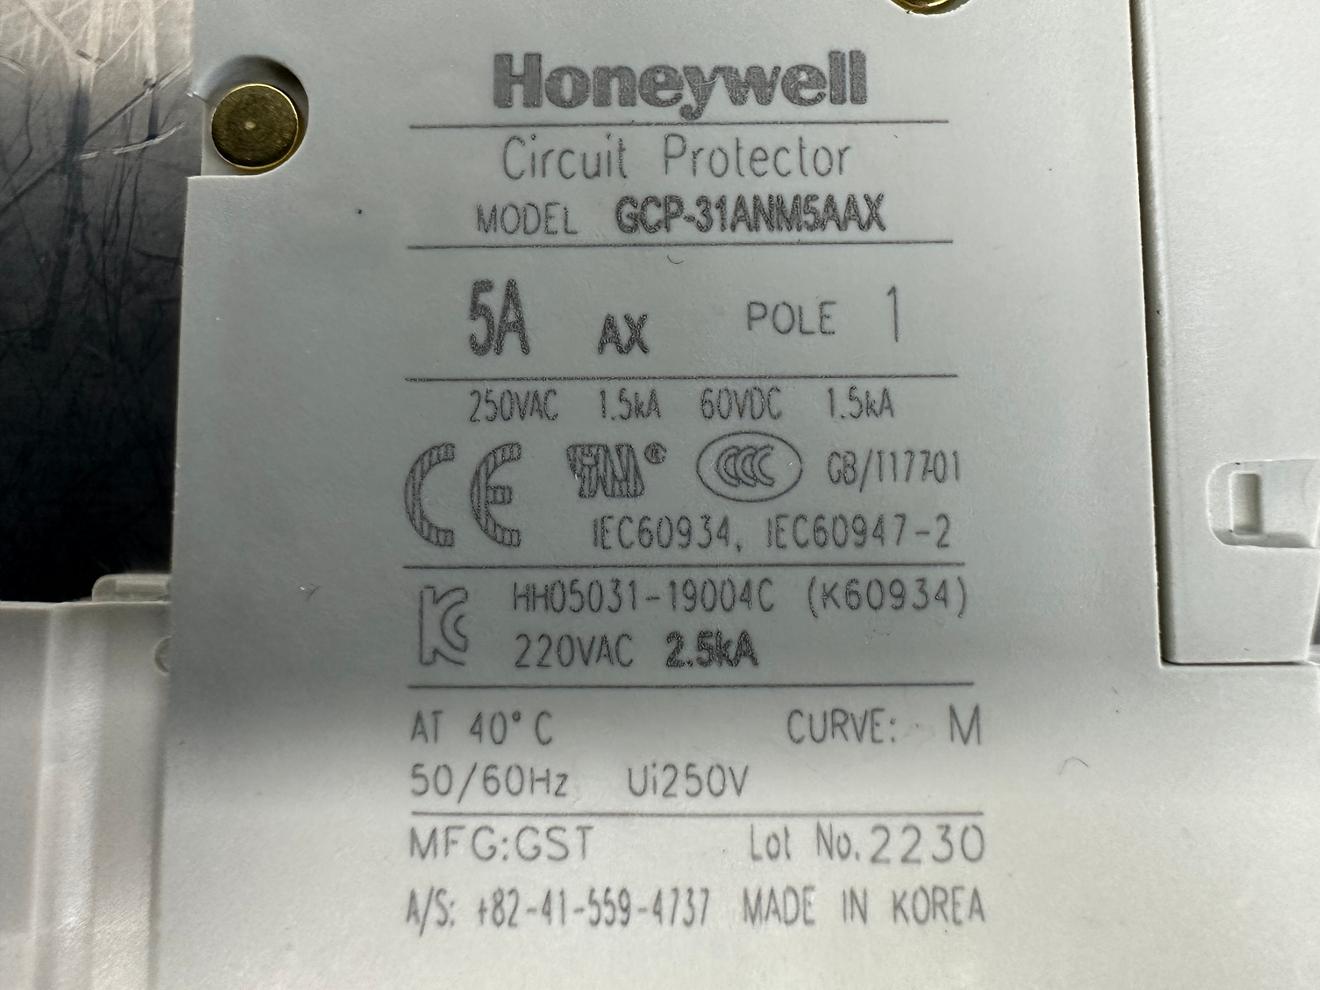 Honeywell
Circuit Protector
MODEL GCP-31ANM5AAX
5A AX POLE 1
250VAC 1.5kA 60VDC 1.5kA
CE ® CCC GB/T17701
IEC60934, IEC60947-2
KC HH05031-19004C (K60934)
220VAC 2.5kA
AT 40°C CURVE: M
50/60Hz Ui250V
MFG:GST Lot No.2230
A/S: +82-41-559-4737 MADE IN KOREA